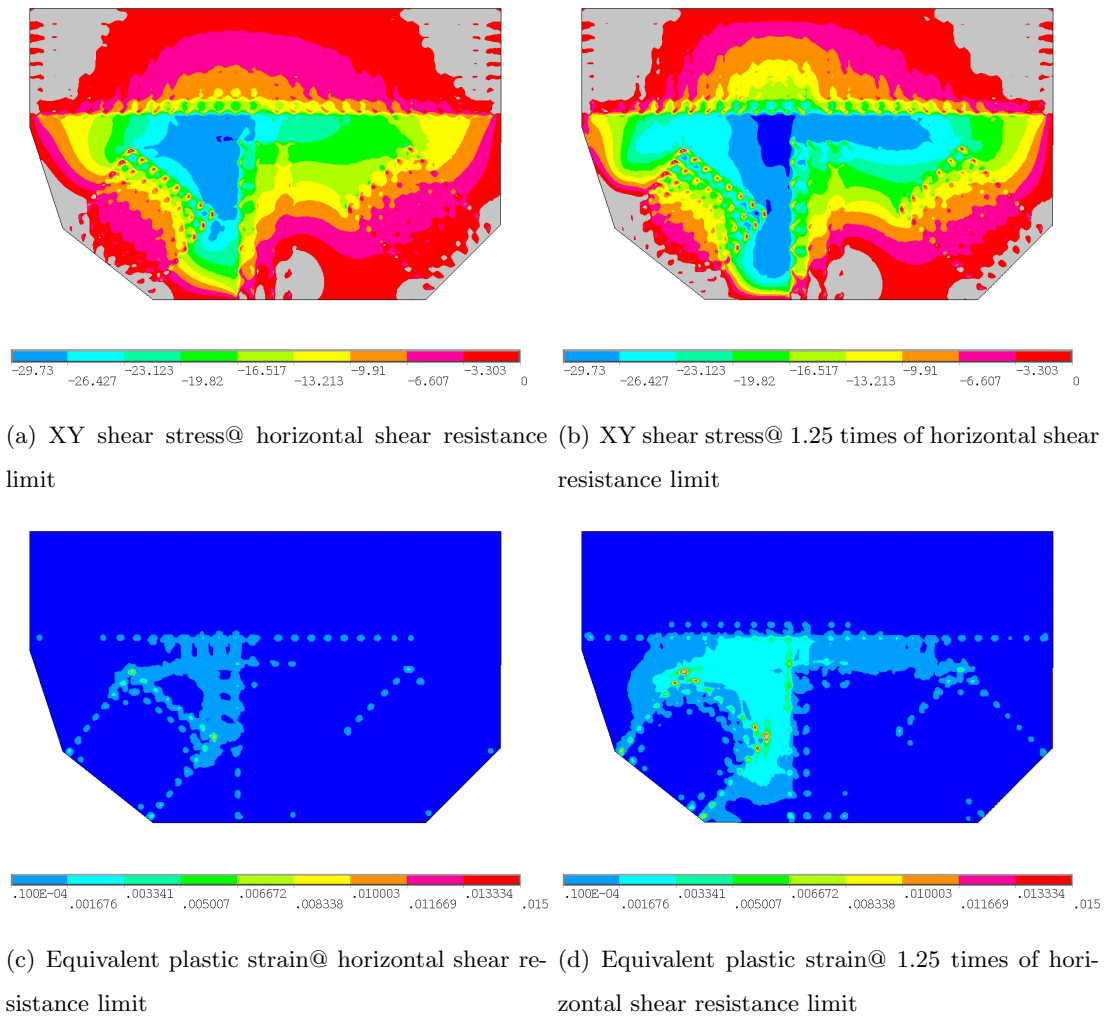 −29.73 −23.123 −16.517 −9.91 −3.303
−26.427 −19.82 −13.213 −6.607 0
−29.73 −23.123 −16.517 −9.91 −3.303
−26.427 −19.82 −13.213 −6.607 0
(a) XY shear stress@ horizontal shear resistance
limit
(b) XY shear stress@ 1.25 times of horizontal shear
resistance limit
.100E-04 .003341 .006672 .010003 .013334
.001676 .005007 .008338 .011669 .015
.100E-04 .003341 .006672 .010003 .013334
.001676 .005007 .008338 .011669 .015
(c) Equivalent plastic strain@ horizontal shear re-
sistance limit
(d) Equivalent plastic strain@ 1.25 times of hori-
zontal shear resistance limit